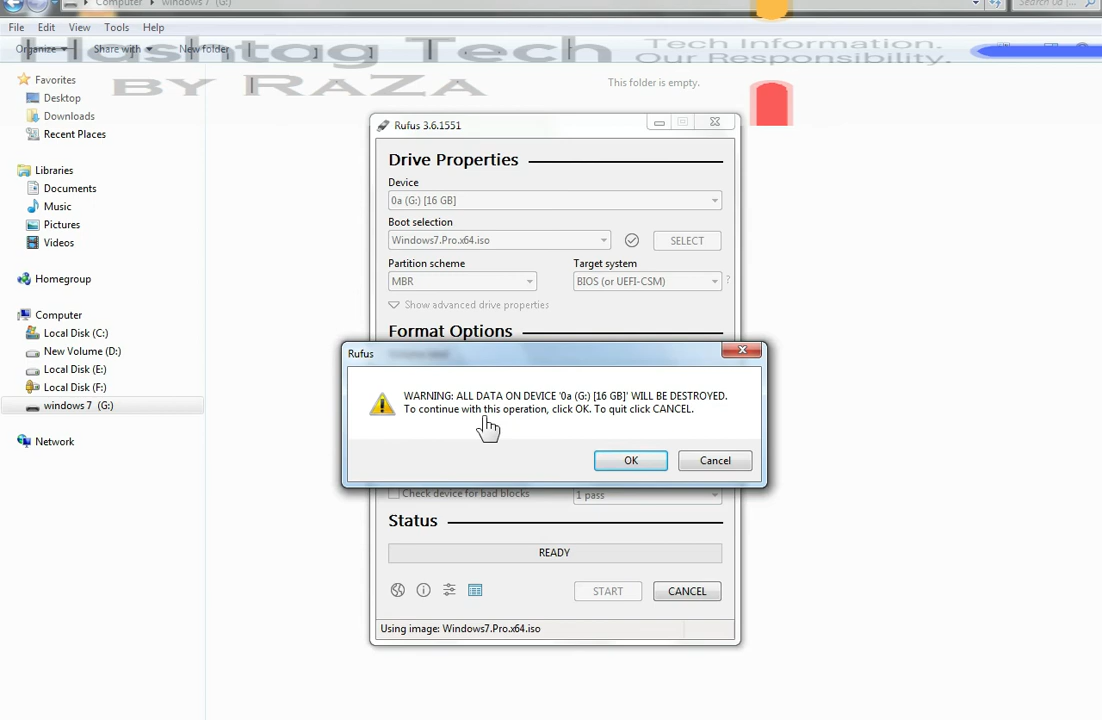 Computer ▸ windows 7 (G:)
File Edit View Tools Help
Organize Share with New folder
Hashtag Tech
BY RAZA
Tech Information.
Our Responsibility.
This folder is empty.
Favorites
Desktop
Downloads
Recent Places
Libraries
Documents
Music
Pictures
Videos
Homegroup
Computer
Local Disk (C:)
New Volume (D:)
Local Disk (E:)
Local Disk (F:)
windows 7 (G:)
Network
Rufus 3.6.1551
Drive Properties
Device
0a (G:) [16 GB]
Boot selection
Windows7.Pro.x64.iso
SELECT
Partition scheme Target system
MBR BIOS (or UEFI-CSM) ?
Show advanced drive properties
Format Options
Rufus
WARNING: ALL DATA ON DEVICE '0a (G:) [16 GB]' WILL BE DESTROYED.
To continue with this operation, click OK. To quit click CANCEL.
OK Cancel
Check device for bad blocks 1 pass
Status
READY
START CANCEL
Using image: Windows7.Pro.x64.iso